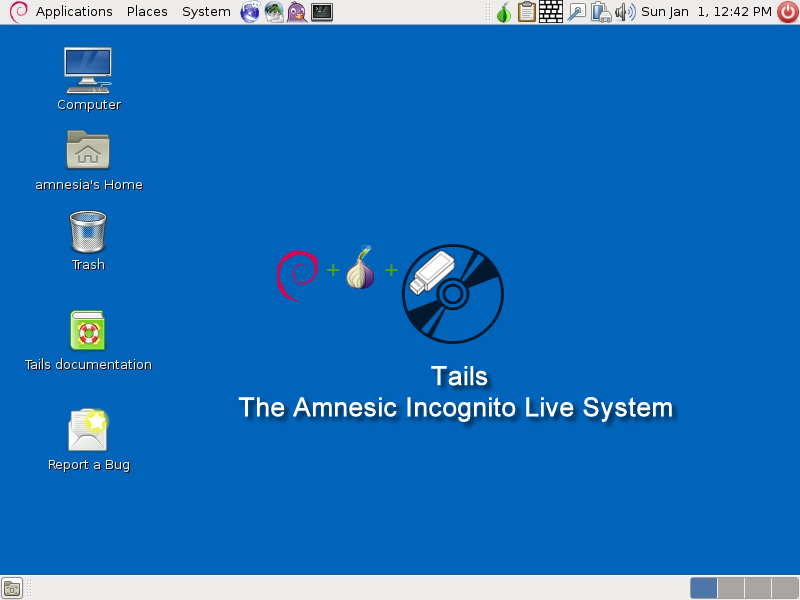 Applications Places System Sun Jan 1, 12:42 PM
Computer
amnesia's Home
Trash
Tails documentation
Report a Bug
Tails
The Amnesic Incognito Live System